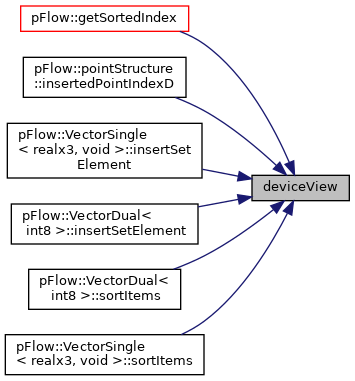 pFlow::getSortedIndex
pFlow::pointStructure
::insertedPointIndexD
pFlow::VectorSingle
< realx3, void >::insertSet
Element
deviceView
pFlow::VectorDual<
int8 >::insertSetElement
pFlow::VectorDual<
int8 >::sortItems
pFlow::VectorSingle
< realx3, void >::sortItems